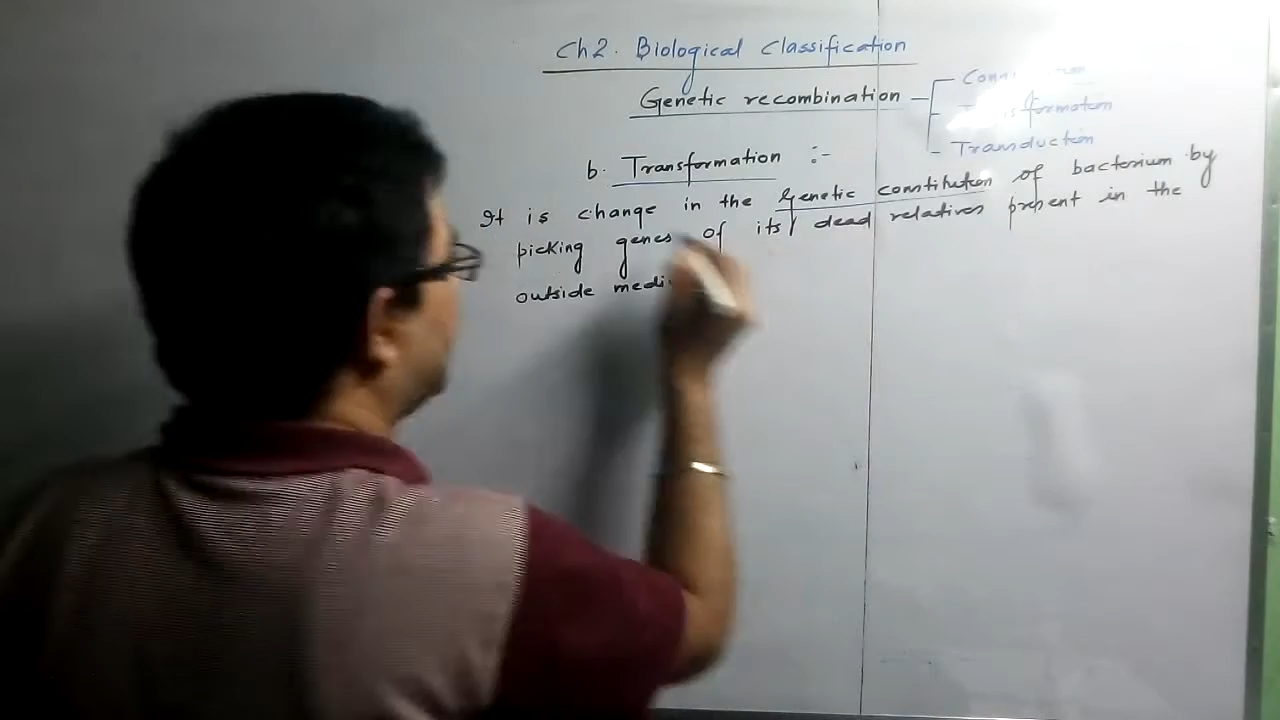 Ch2. Biological Classification
Genetic recombination
Transduction
b. Transformation :-
It is change in the genetic constitution of bacterium by
picking genes of its dead relatives present in the
outside